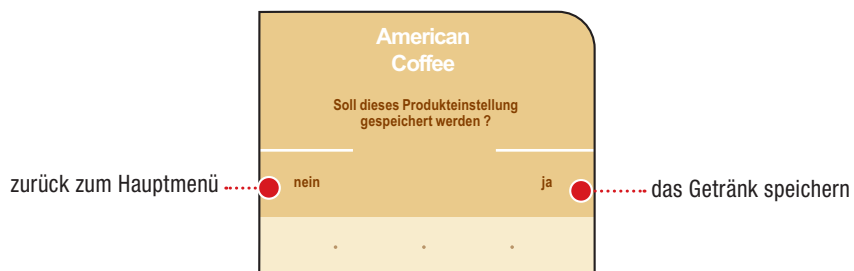 American
Coffee
Soll dieses Produkteinstellung
gespeichert werden ?
zurück zum Hauptmenü
nein
ja
das Getränk speichern